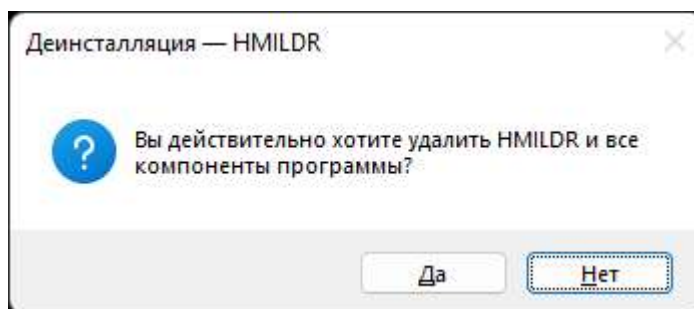 Деинсталляция — HMILDR
Вы действительно хотите удалить HMILDR и все
компоненты программы?
Да
Нет